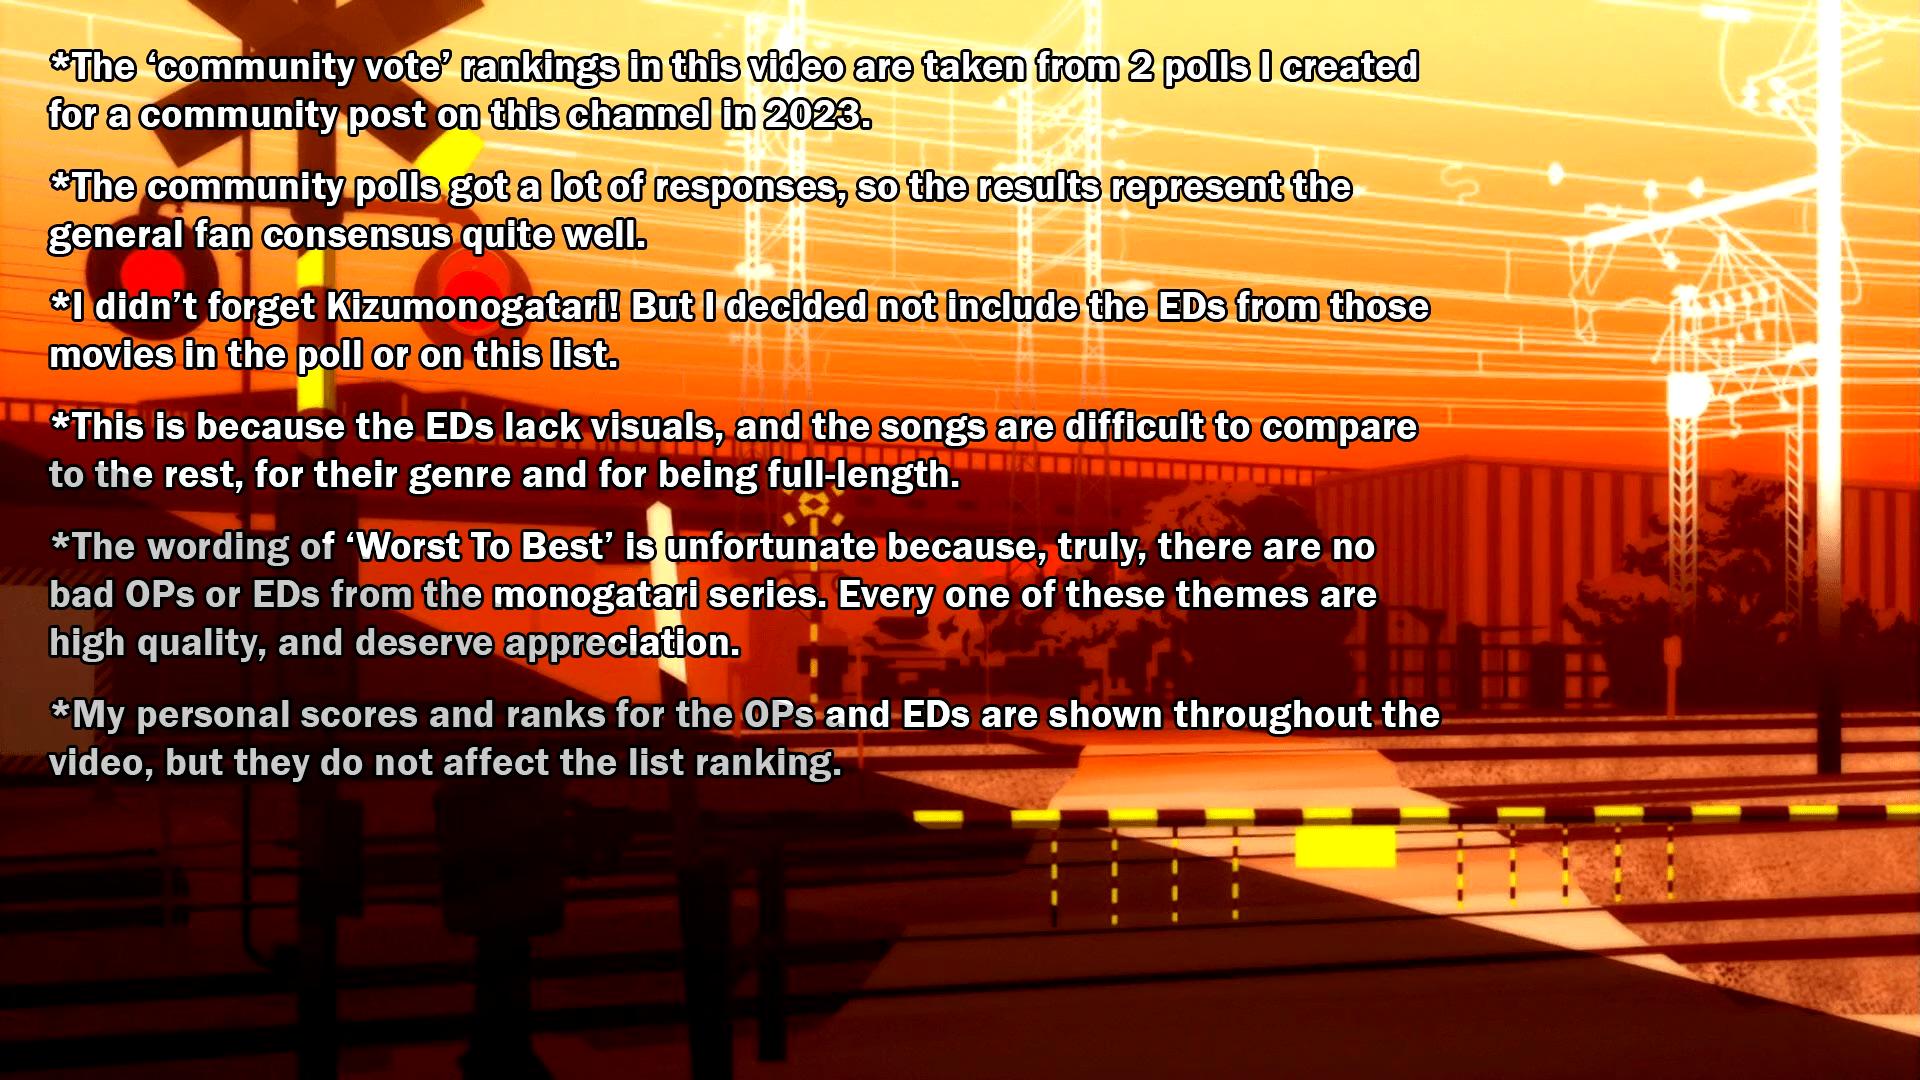 *The ‘community vote’ rankings in this video are taken from 2 polls I created
for a community post on this channel in 2023.
*The community polls got a lot of responses, so the results represent the
general fan consensus quite well.
*I didn’t forget Kizumonogatari! But I decided not include the EDs from those
movies in the poll or on this list.
*This is because the EDs lack visuals, and the songs are difficult to compare
to the rest, for their genre and for being full-length.
*The wording of ‘Worst To Best’ is unfortunate because, truly, there are no
bad OPs or EDs from the monogatari series. Every one of these themes are
high quality, and deserve appreciation.
*My personal scores and ranks for the OPs and EDs are shown throughout the
video, but they do not affect the list ranking.